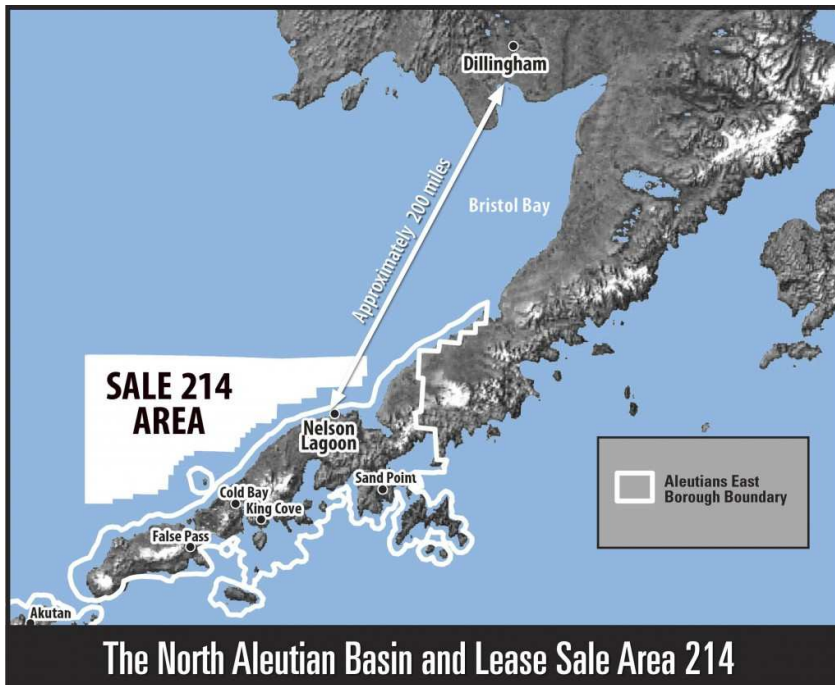 Dillingham
Approximately 200 miles
Bristol Bay
SALE 214
AREA
Nelson
Lagoon
Sand Point
Cold Bay
King Cove
False Pass
Akutan
Aleutians East
Borough Boundary
The North Aleutian Basin and Lease Sale Area 214